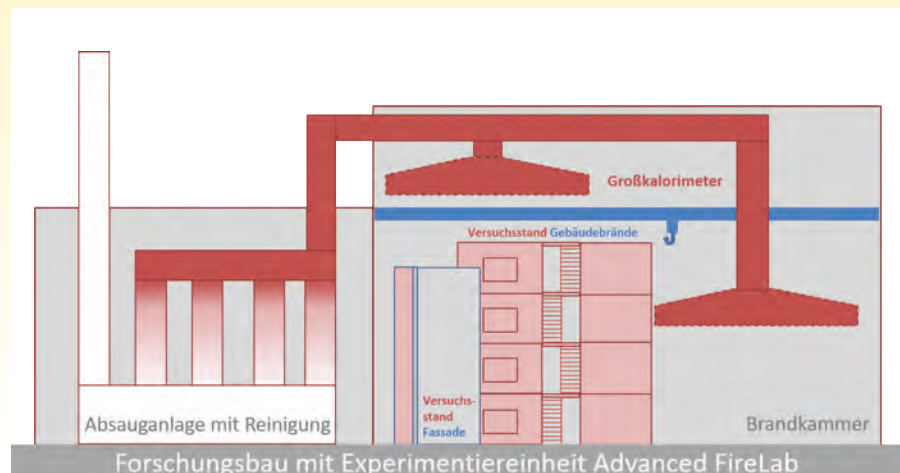 Großkalorimeter
Versuchsstand Gebäudebrände
Versuchs-
stand
Fassade
Absauganlage mit Reinigung
Brandkammer
Forschungsbau mit Experimentiereinheit Advanced FireLab